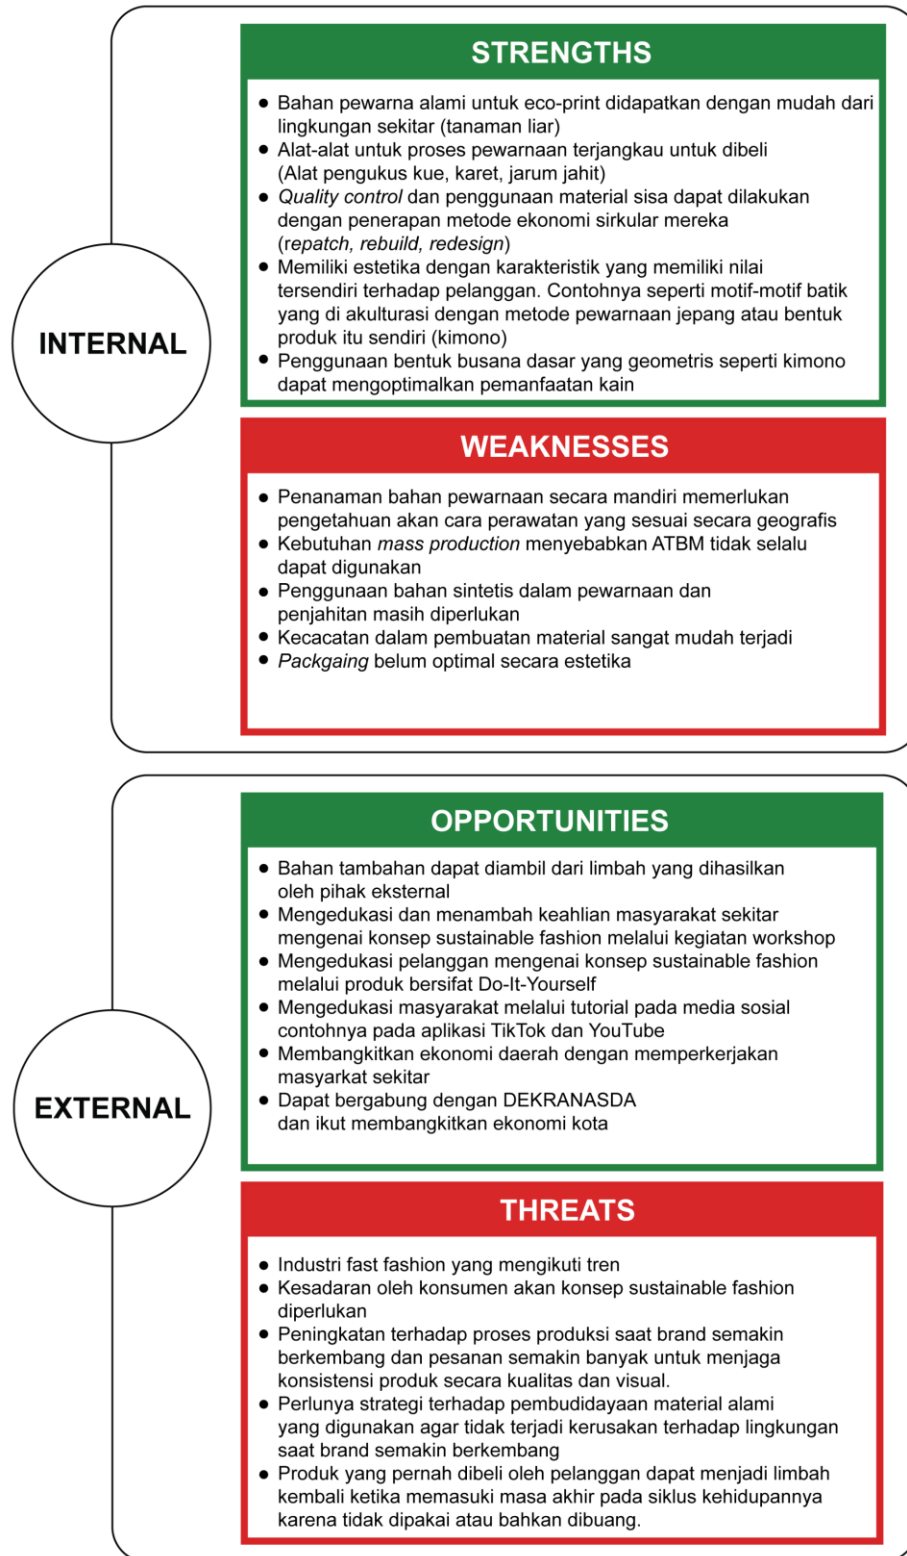 STRENGTHS
• Bahan pewarna alami untuk eco-print didapatkan dengan mudah dari
lingkungan sekitar (tanaman liar)
• Alat-alat untuk proses pewarnaan terjangkau untuk dibeli
(Alat pengukus kue, karet, jarum jahit)
• Quality control dan penggunaan material sisa dapat dilakukan
dengan penerapan metode ekonomi sirkular mereka
(repatch, rebuild, redesign)
• Memiliki estetika dengan karakteristik yang memiliki nilai
tersendiri terhadap pelanggan. Contohnya seperti motif-motif batik
yang di akulturasi dengan metode pewarnaan jepang atau bentuk
produk itu sendiri (kimono)
• Penggunaan bentuk busana dasar yang geometris seperti kimono
dapat mengoptimalkan pemanfaatan kain
INTERNAL
WEAKNESSES
• Penanaman bahan pewarnaan secara mandiri memerlukan
pengetahuan akan cara perawatan yang sesuai secara geografis
• Kebutuhan mass production menyebabkan ATBM tidak selalu
dapat digunakan
• Penggunaan bahan sintetis dalam pewarnaan dan
penjahitan masih diperlukan
• Kecacatan dalam pembuatan material sangat mudah terjadi
• Packgaing belum optimal secara estetika
OPPORTUNITIES
• Bahan tambahan dapat diambil dari limbah yang dihasilkan
oleh pihak eksternal
• Mengedukasi dan menambah keahlian masyarakat sekitar
mengenai konsep sustainable fashion melalui kegiatan workshop
• Mengedukasi pelanggan mengenai konsep sustainable fashion
melalui produk bersifat Do-It-Yourself
• Mengedukasi masyarakat melalui tutorial pada media sosial
contohnya pada aplikasi TikTok dan YouTube
• Membangkitkan ekonomi daerah dengan memperkerjakan
masyarkat sekitar
• Dapat bergabung dengan DEKRANASDA
dan ikut membangkitkan ekonomi kota
EXTERNAL
THREATS
• Industri fast fashion yang mengikuti tren
• Kesadaran oleh konsumen akan konsep sustainable fashion
diperlukan
• Peningkatan terhadap proses produksi saat brand semakin
berkembang dan pesanan semakin banyak untuk menjaga
konsistensi produk secara kualitas dan visual.
• Perlunya strategi terhadap pembudidayaan material alami
yang digunakan agar tidak terjadi kerusakan terhadap lingkungan
saat brand semakin berkembang
• Produk yang pernah dibeli oleh pelanggan dapat menjadi limbah
kembali ketika memasuki masa akhir pada siklus kehidupannya
karena tidak dipakai atau bahkan dibuang.